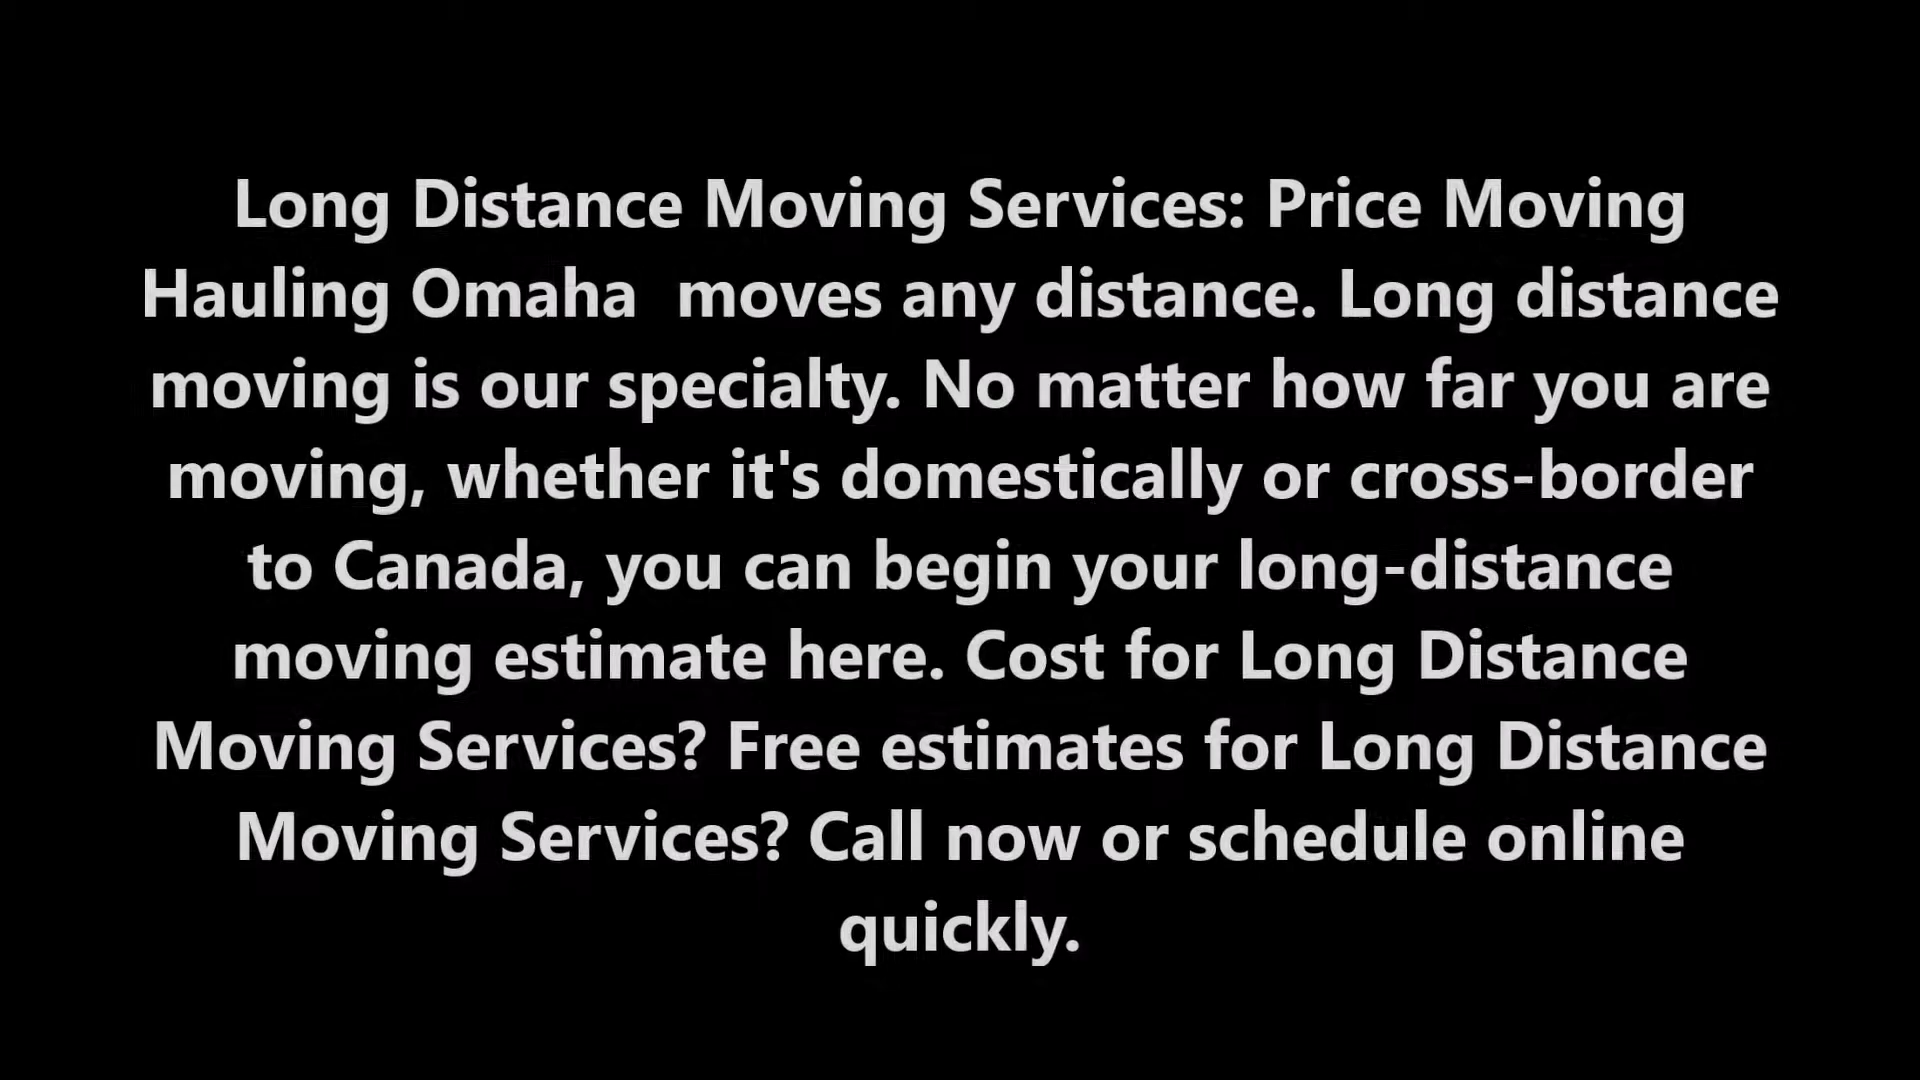 Long Distance Moving Services: Price Moving
Hauling Omaha  moves any distance. Long distance
moving is our specialty. No matter how far you are
moving, whether it's domestically or cross-border
to Canada, you can begin your long-distance
moving estimate here. Cost for Long Distance
Moving Services? Free estimates for Long Distance
Moving Services? Call now or schedule online
quickly.